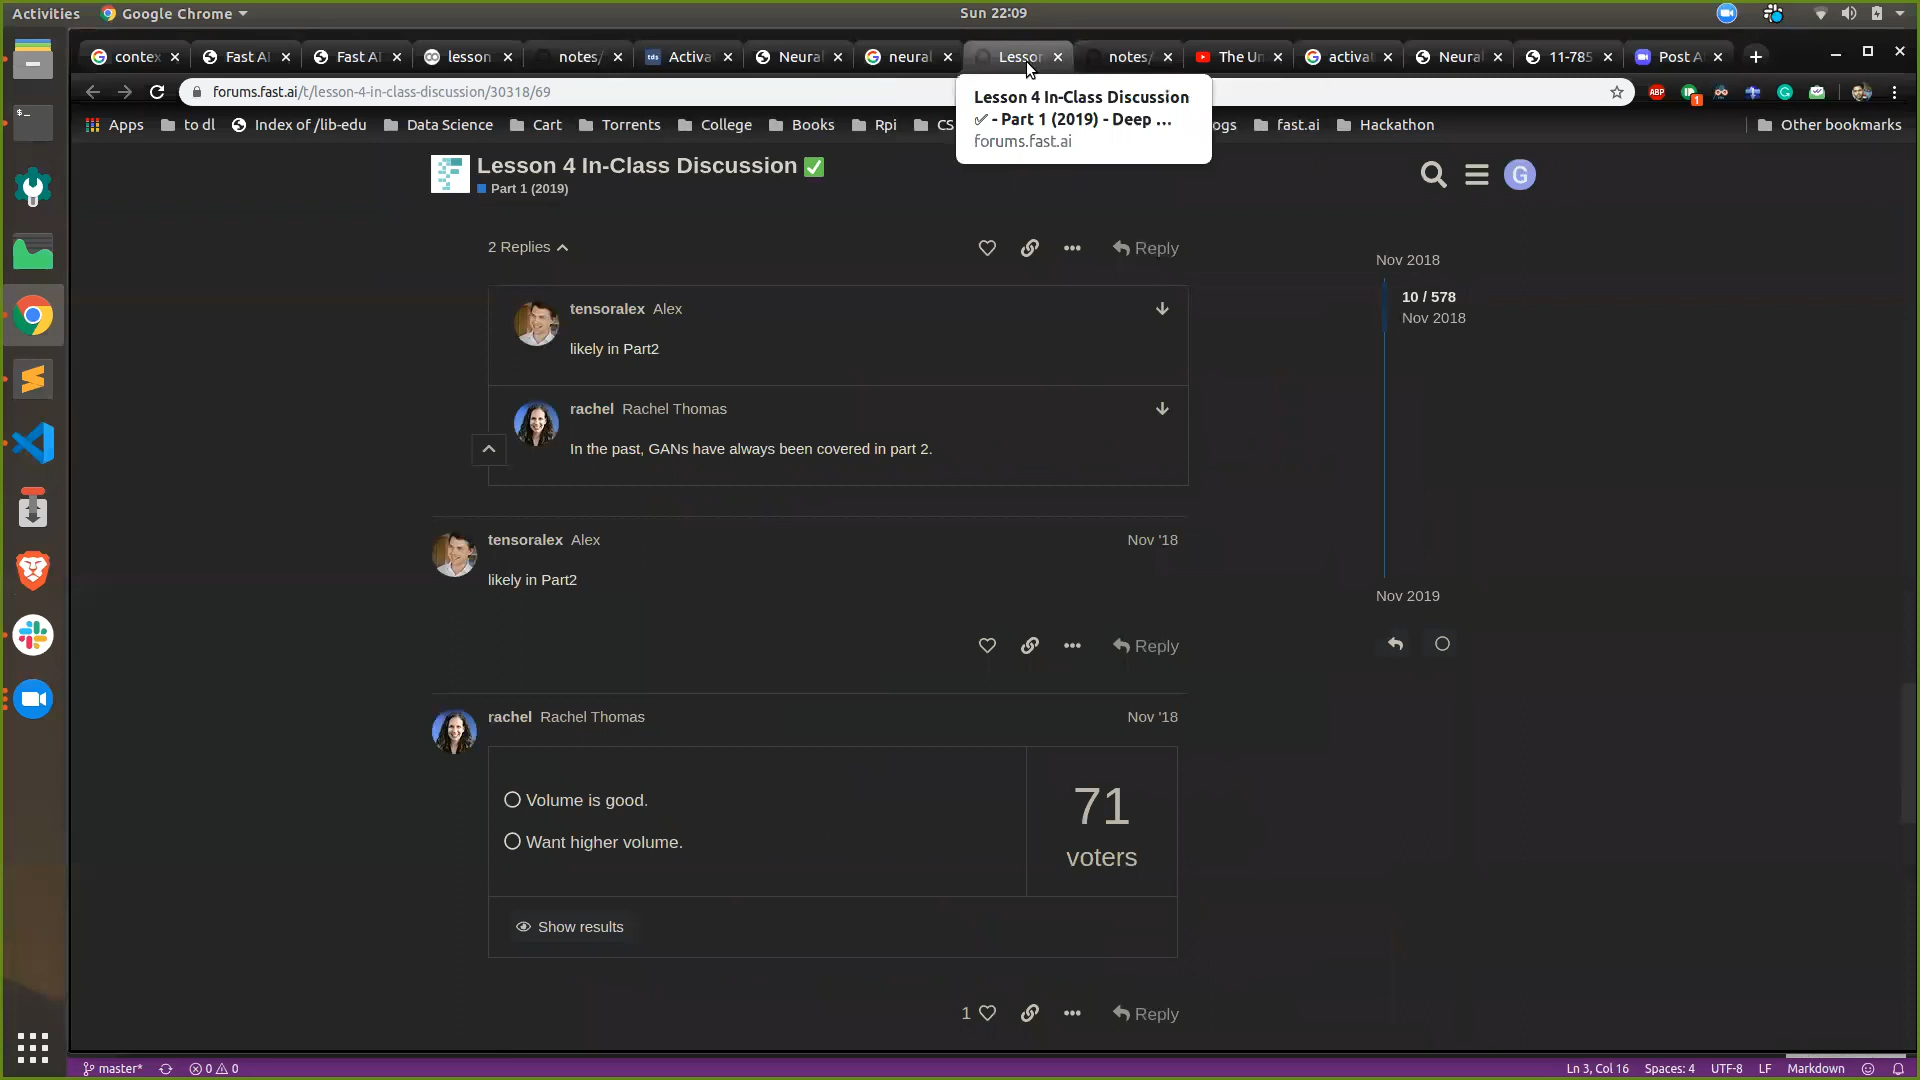 Activities
Google Chrome
Sun 22:09
contex
Fast AI
Fast AI
lesson
notes/
Activa
Neural
neural
Lesson
notes/
The Un
activat
Neural
11-785
Post A
forums.fast.ai/t/lesson-4-in-class-discussion/30318/69
ABP
1
Lesson 4 In-Class Discussion
✅ - Part 1 (2019) - Deep ...
forums.fast.ai
Apps
to dl
Index of /lib-edu
Data Science
Cart
Torrents
College
Books
Rpi
CS
ogs
fast.ai
Hackathon
Other bookmarks
Lesson 4 In-Class Discussion ✅
Part 1 (2019)
G
2 Replies
Reply
tensoralex Alex
likely in Part2
rachel Rachel Thomas
In the past, GANs have always been covered in part 2.
Nov 2018
10 / 578
Nov 2018
Nov 2019
tensoralex Alex
Nov '18
likely in Part2
Reply
rachel Rachel Thomas
Nov '18
Volume is good.
Want higher volume.
71
voters
Show results
1
Reply
master*
0
0
Ln 3, Col 16
Spaces: 4
UTF-8
LF
Markdown